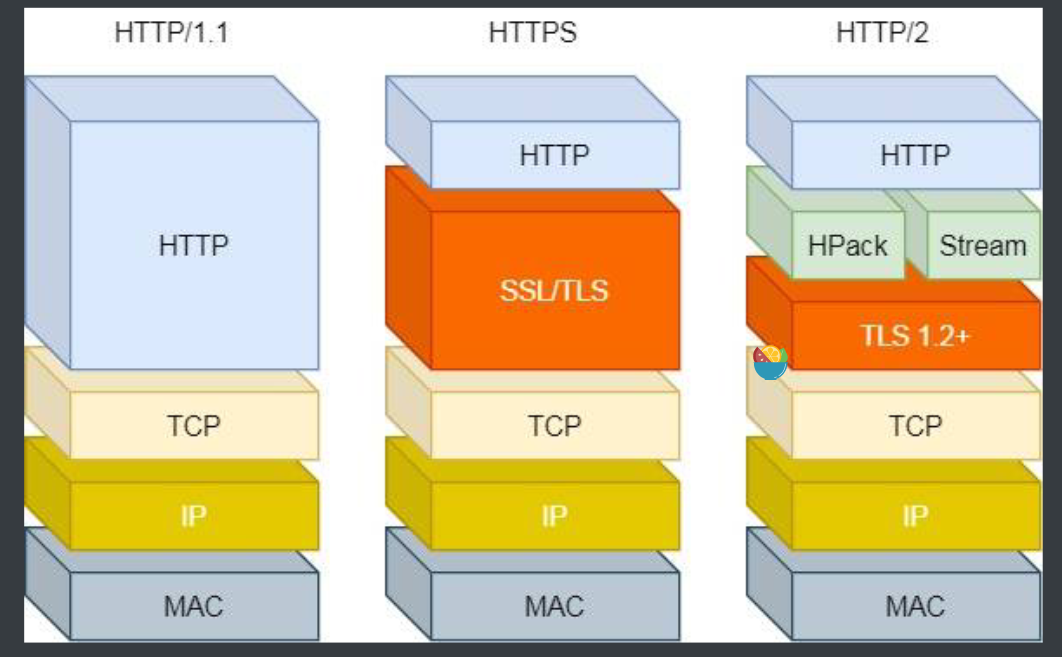 HTTP/1.1
HTTPS
HTTP/2
HTTP
TCP
IP
MAC
HTTP
SSL/TLS
TCP
IP
MAC
HTTP
HPack
Stream
TLS 1.2+
TCP
IP
MAC